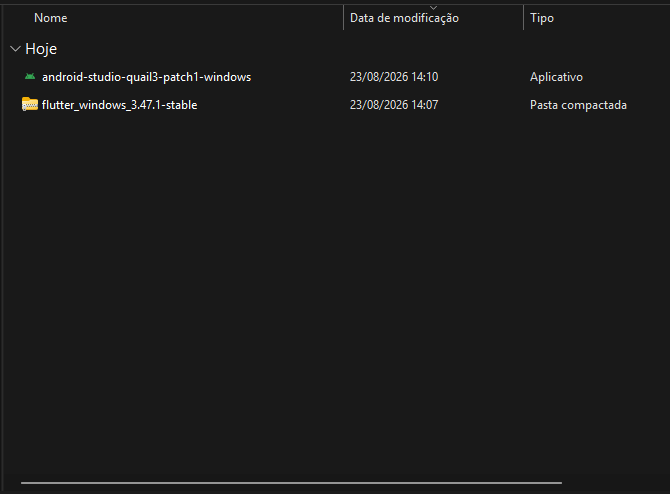 Nome Data de modificação Tipo
Hoje
android-studio-quail3-patch1-windows 23/08/2026 14:10 Aplicativo
flutter_windows_3.47.1-stable 23/08/2026 14:07 Pasta compactada